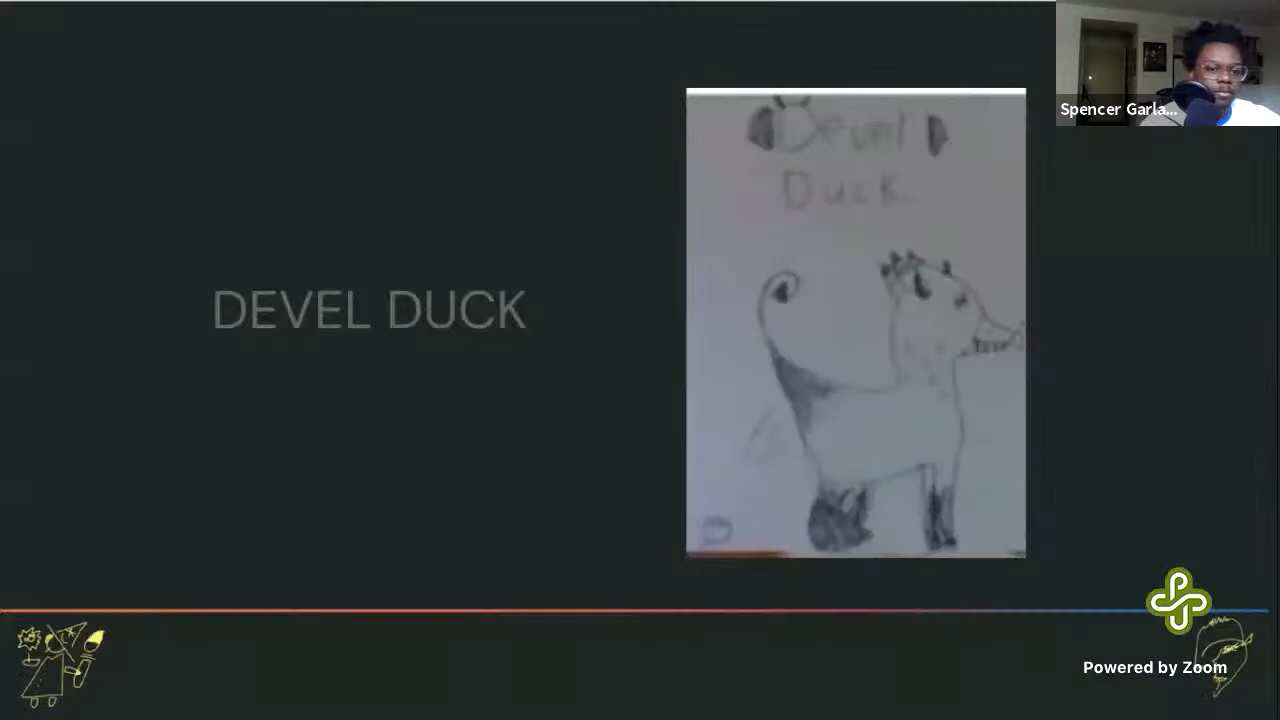 Spencer Garla...
DEVEL DUCK
Devel
Duck
Powered by Zoom